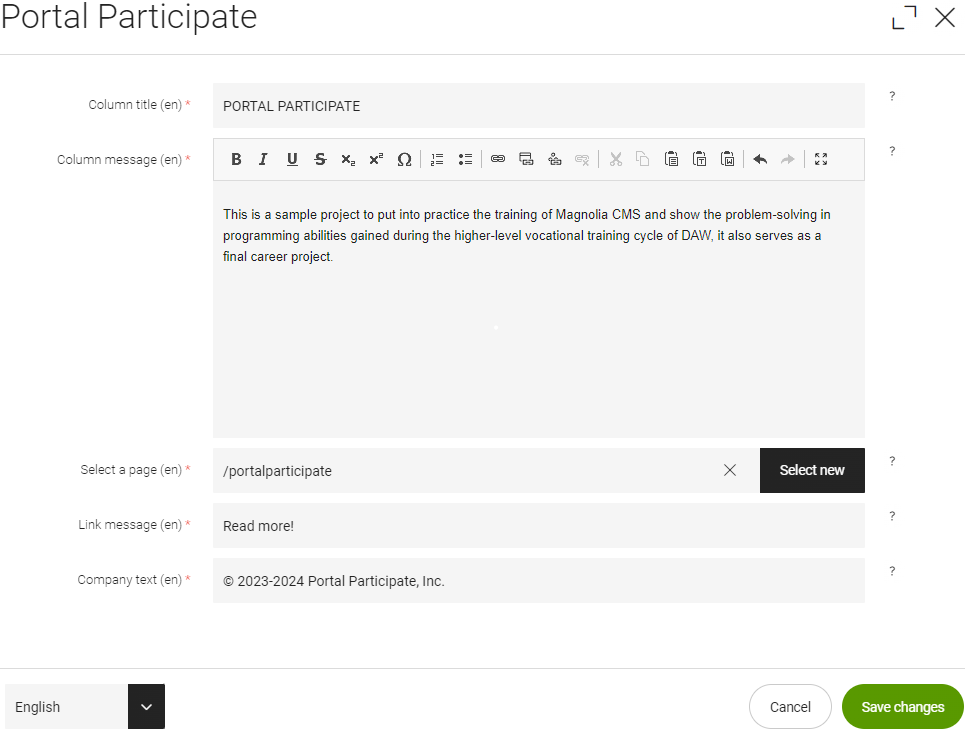 Portal Participate
Column title (en) *
PORTAL PARTICIPATE
?
Column message (en) *
B I U S x₂ x² Ω
?
This is a sample project to put into practice the training of Magnolia CMS and show the problem-solving in
programming abilities gained during the higher-level vocational training cycle of DAW, it also serves as a
final career project.
Select a page (en) *
/portalparticipate
Select new
?
Link message (en) *
Read more!
?
Company text (en) *
© 2023-2024 Portal Participate, Inc.
?
English
Cancel
Save changes